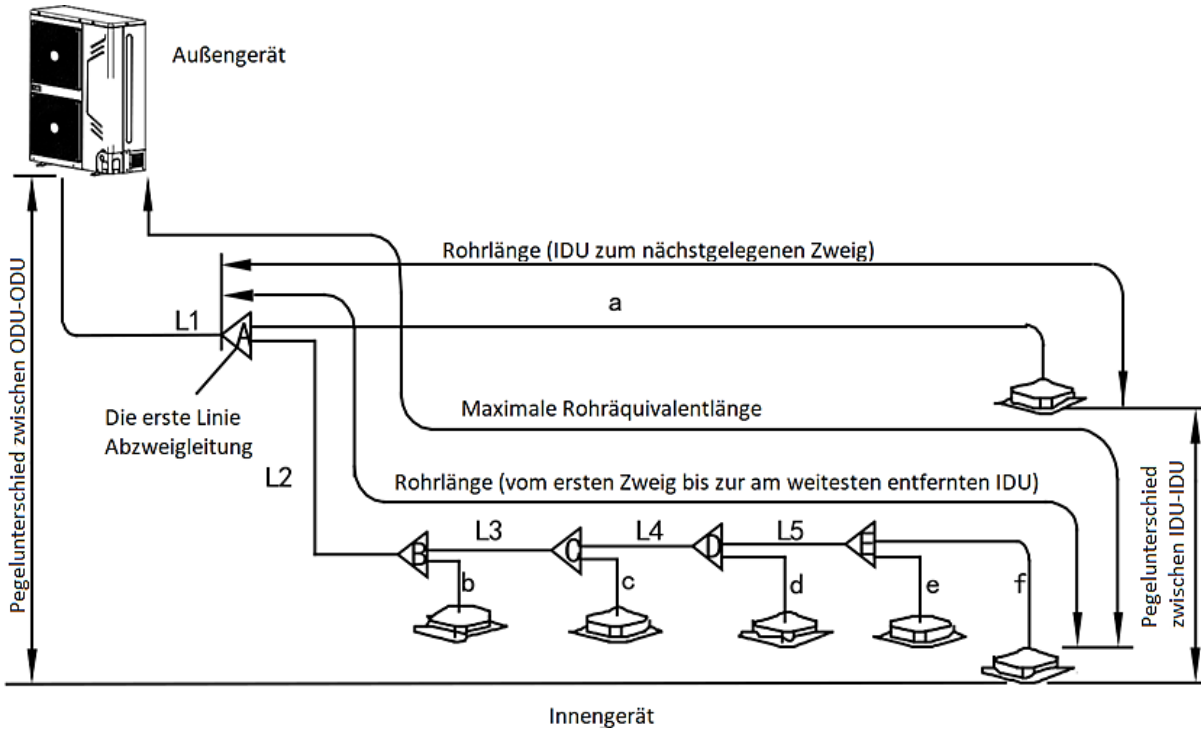 Außengerät
Rohrlänge (IDU zum nächstgelegenen Zweig)
a
L1
A
Die erste Linie
Abzweigleitung
Maximale Rohräquivalentlänge
L2
Rohrlänge (vom ersten Zweig bis zur am weitesten entfernten IDU)
L3
L4
L5
B
C
D
E
b
c
d
e
f
Pegelunterschied zwischen ODU-ODU
Pegelunterschied
zwischen IDU-IDU
Innengerät